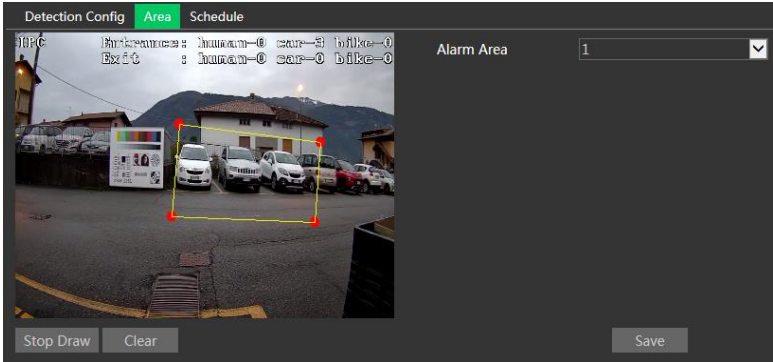 Detection Config Area Schedule
IPC Entrance: human-0 car-3 bike-0
Exit : human-0 car-0 bike-0
Alarm Area 1
Stop Draw Clear Save